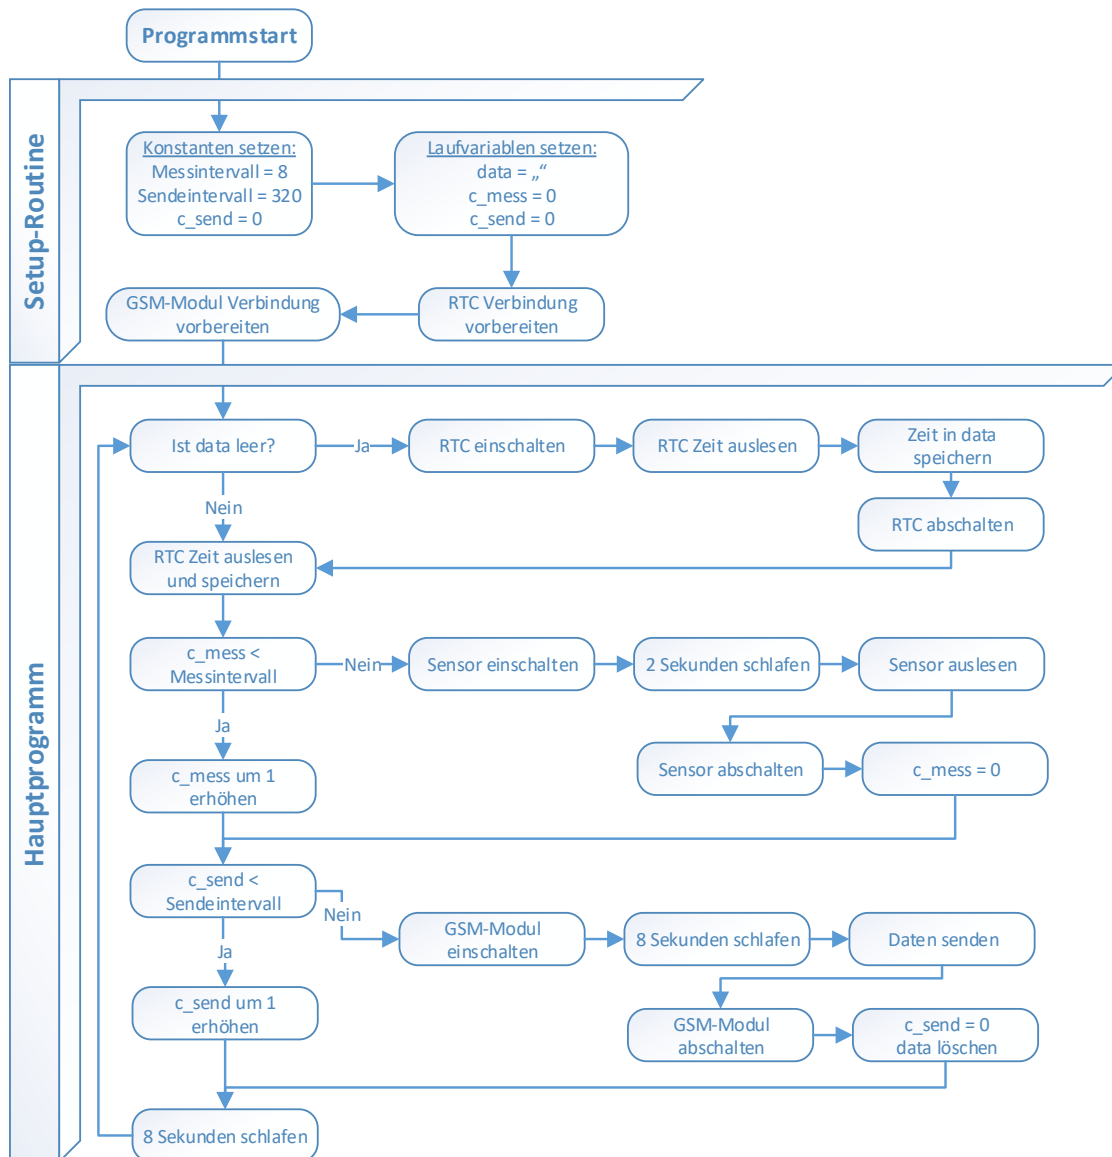 Programmstart
Setup-Routine
Konstanten setzen:
Messintervall = 8
Sendeintervall = 320
c_send = 0
Laufvariablen setzen:
data = „“
c_mess = 0
c_send = 0
GSM-Modul Verbindung
vorbereiten
RTC Verbindung
vorbereiten
Hauptprogramm
Ist data leer?
Ja
RTC einschalten
RTC Zeit auslesen
Zeit in data
speichern
Nein
RTC abschalten
RTC Zeit auslesen
und speichern
c_mess <
Messintervall
Nein
Sensor einschalten
2 Sekunden schlafen
Sensor auslesen
Ja
Sensor abschalten
c_mess = 0
c_mess um 1
erhöhen
c_send <
Sendeintervall
Nein
GSM-Modul
einschalten
8 Sekunden schlafen
Daten senden
Ja
c_send um 1
erhöhen
GSM-Modul
abschalten
c_send = 0
data löschen
8 Sekunden schlafen